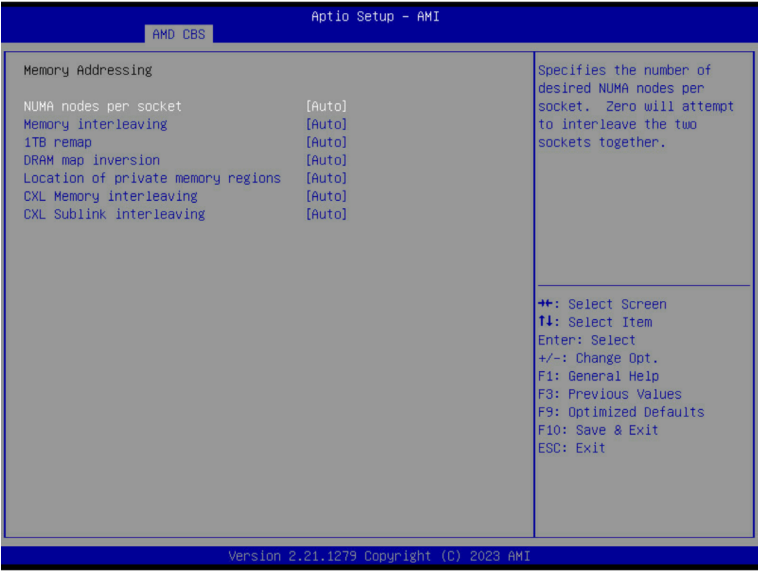 Aptio Setup – AMI
AMD CBS
Memory Addressing
NUMA nodes per socket [Auto]
Memory interleaving [Auto]
1TB remap [Auto]
DRAM map inversion [Auto]
Location of private memory regions [Auto]
CXL Memory interleaving [Auto]
CXL Sublink interleaving [Auto]
Specifies the number of
desired NUMA nodes per
socket. Zero will attempt
to interleave the two
sockets together.
→←: Select Screen
↑↓: Select Item
Enter: Select
+/-: Change Opt.
F1: General Help
F3: Previous Values
F9: Optimized Defaults
F10: Save & Exit
ESC: Exit
Version 2.21.1279 Copyright (C) 2023 AMI